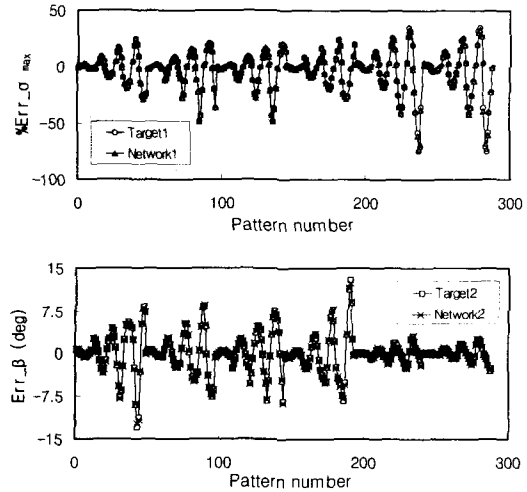 50
0
-50
-100
%Err_σ max
Target1
Network1
0 100 200 300
Pattern number
15
7.5
0
-7.5
-15
Err_β (deg)
Target2
Network2
0 100 200 300
Pattern number